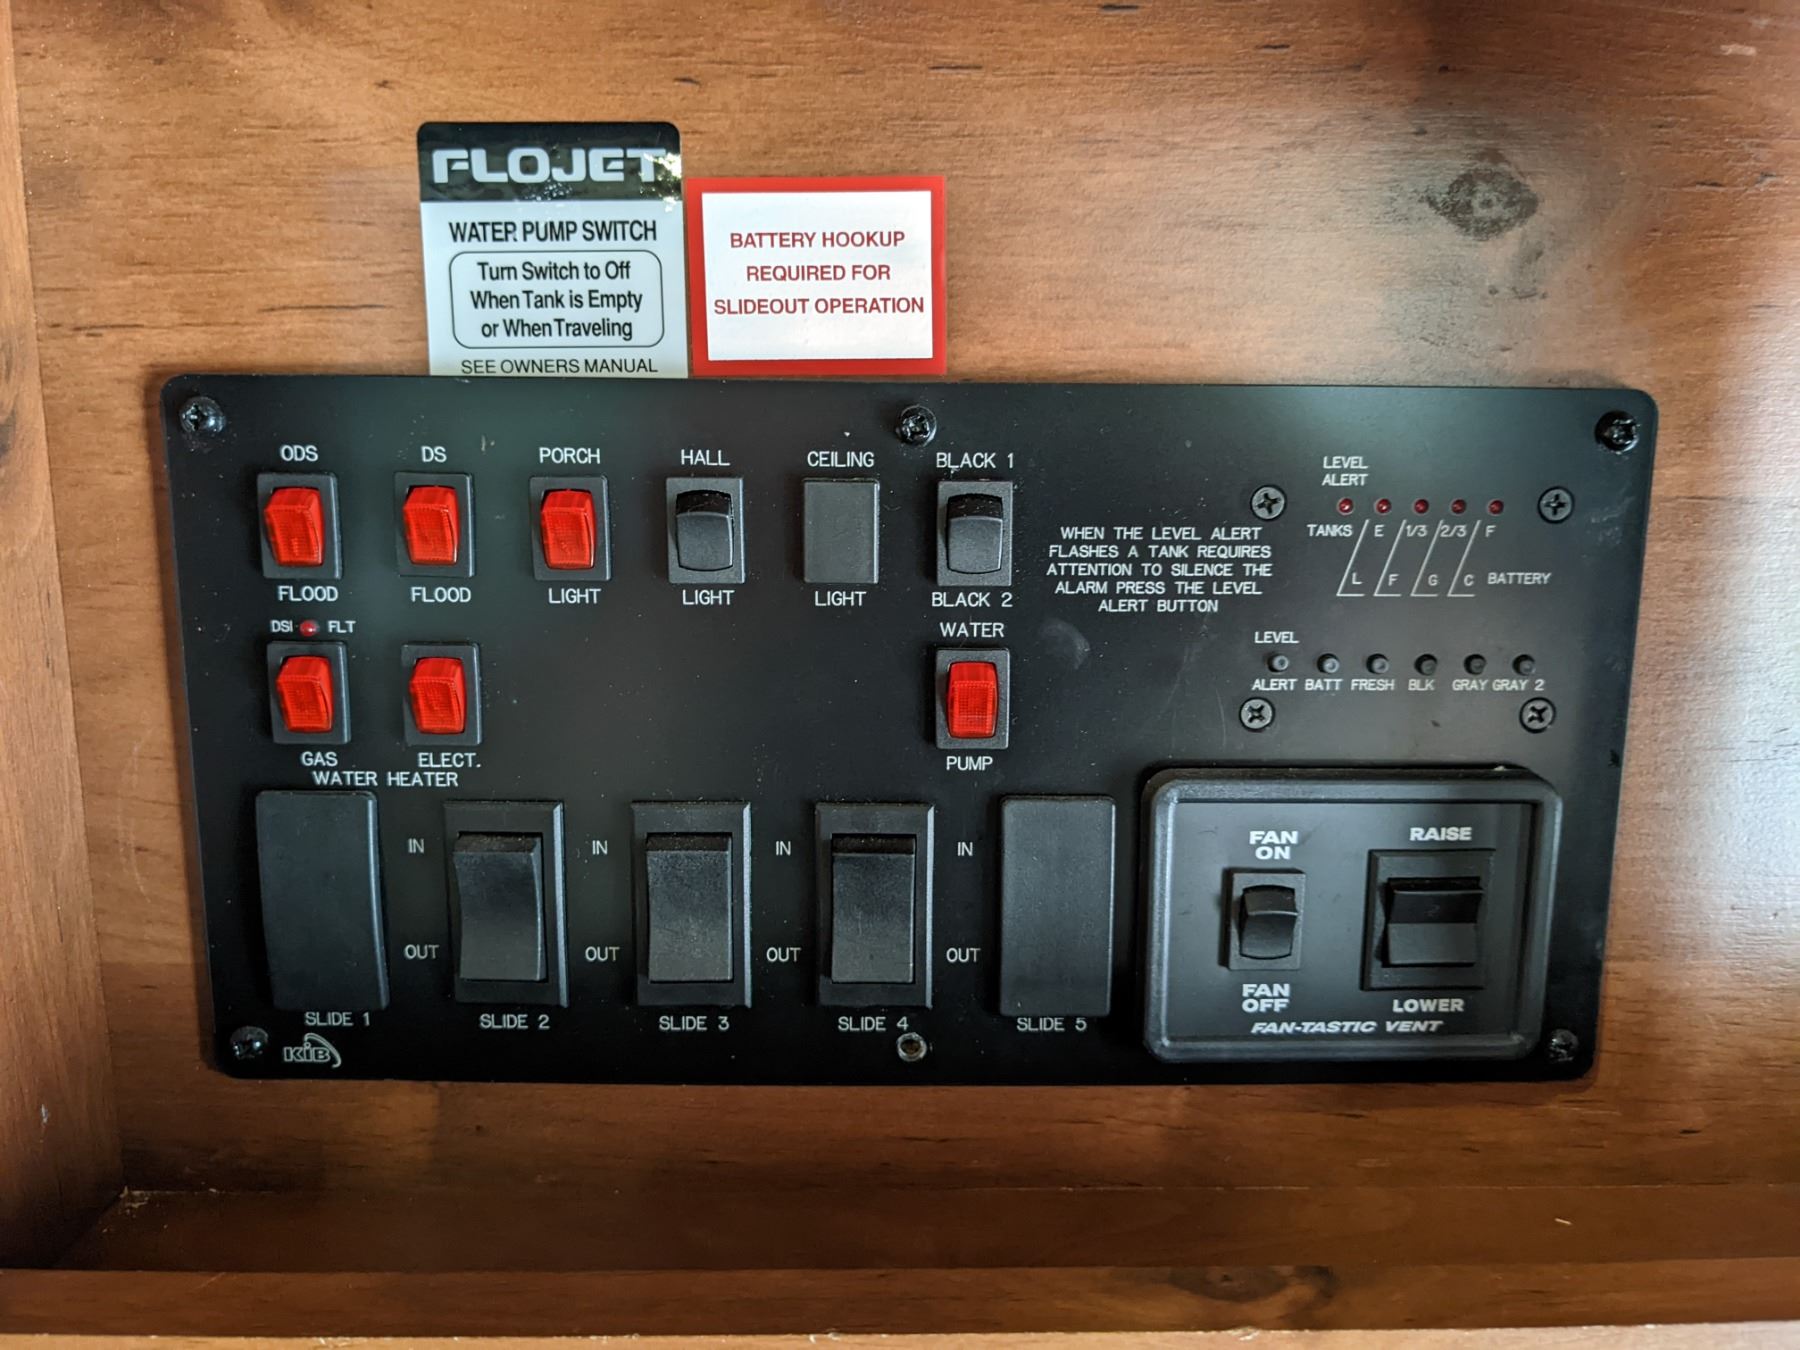 FLOJET
WATER PUMP SWITCH
Turn Switch to Off
When Tank is Empty
or When Traveling
SEE OWNERS MANUAL
BATTERY HOOKUP
REQUIRED FOR
SLIDEOUT OPERATION
ODS
FLOOD
DS
FLOOD
PORCH
LIGHT
HALL
LIGHT
CEILING
LIGHT
BLACK 1
BLACK 2
WHEN THE LEVEL ALERT
FLASHES A TANK REQUIRES
ATTENTION TO SILENCE THE
ALARM PRESS THE LEVEL
ALERT BUTTON
LEVEL
ALERT
TANKS E 1/3 2/3 F
L F G C BATTERY
DSI FLT
GAS ELECT.
WATER HEATER
WATER
PUMP
LEVEL
ALERT BATT FRESH BLK GRAY GRAY 2
IN IN IN IN
OUT OUT OUT OUT
SLIDE 1 SLIDE 2 SLIDE 3 SLIDE 4 SLIDE 5
KIB
FAN
ON
FAN
OFF
RAISE
LOWER
FAN-TASTIC VENT